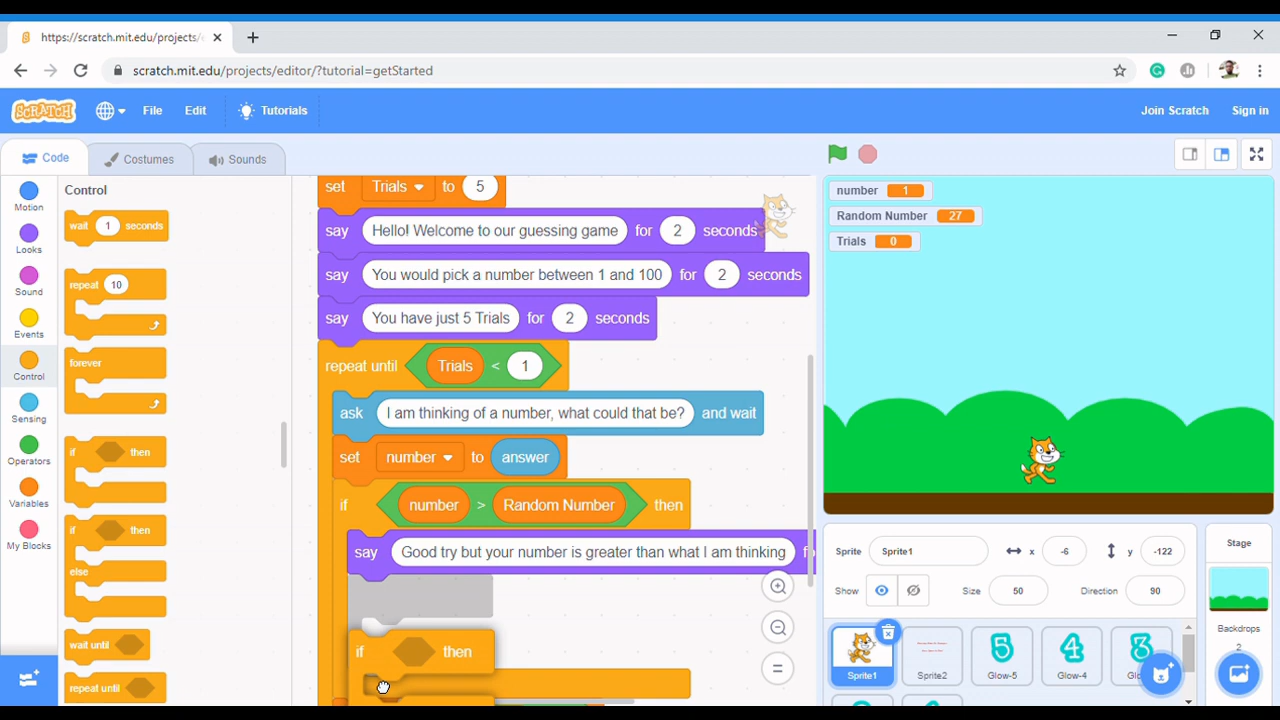 https://scratch.mit.edu/projects/e
scratch.mit.edu/projects/editor/?tutorial=getStarted
SCRATCH File Edit Tutorials Join Scratch Sign in
Code Costumes Sounds
Motion
Looks
Sound
Events
Control
Sensing
Operators
Variables
My Blocks
Control
wait 1 seconds
repeat 10
forever
if then
if then
else
wait until
repeat until
set Trials to 5
say Hello! Welcome to our guessing game for 2 seconds
say You would pick a number between 1 and 100 for 2 seconds
say You have just 5 Trials for 2 seconds
repeat until Trials < 1
ask I am thinking of a number, what could that be? and wait
set number to answer
if number > Random Number then
say Good try but your number is greater than what I am thinking fo
if then
number 1
Random Number 27
Trials 0
Sprite Sprite1 x -6 y -122
Show Size 50 Direction 90
Stage
Backdrops
2
Sprite1
Sprite2
5
Glow-5
4
Glow-4
3
Glo